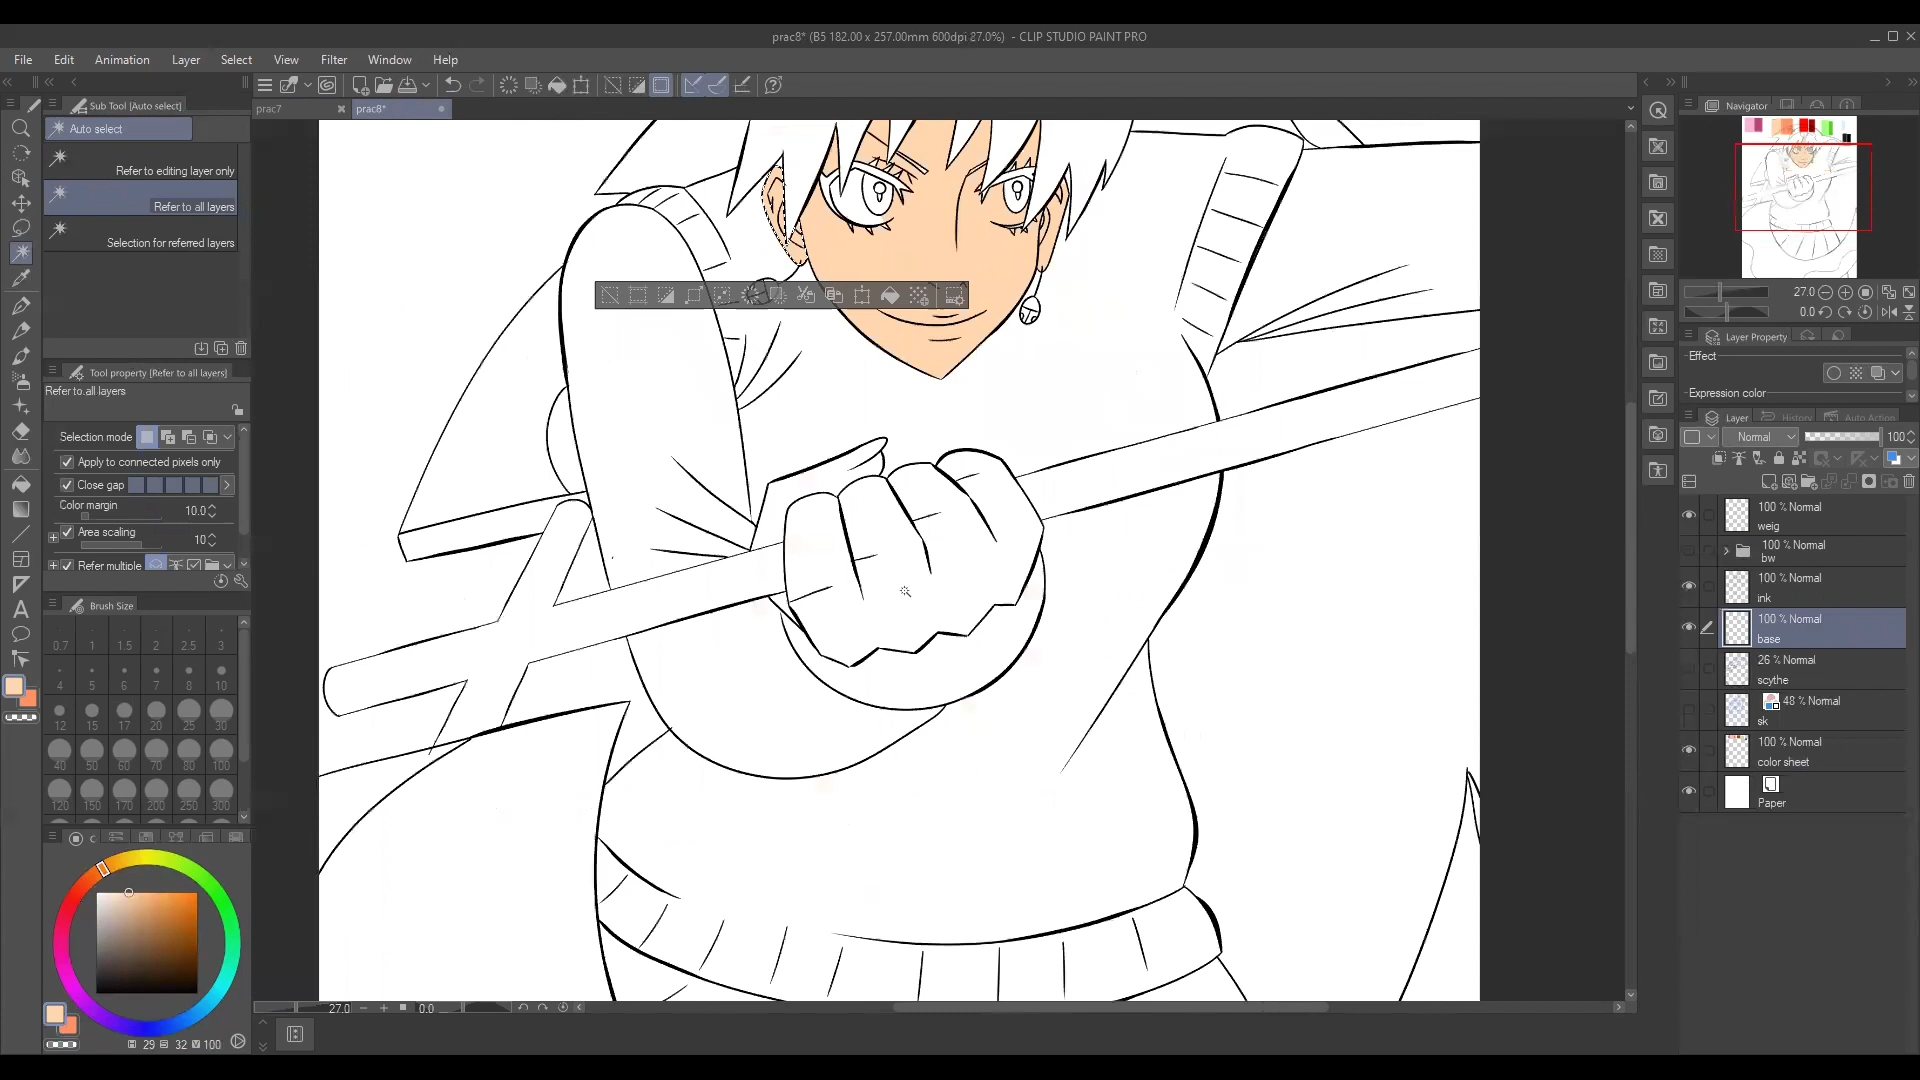 prac8* (B5 182.00 x 257.00mm 600dpi 27.0%) - CLIP STUDIO PAINT PRO
File Edit Animation Layer Select View Filter Window Help
Sub Tool [Auto select]
prac7
prac8*
Navigator
Auto select
Refer to editing layer only
Refer to all layers
Selection for referred layers
27.0
0.0
Layer Property
Effect
Expression color
Tool property [Refer to all layers]
Refer to all layers
Selection mode
Apply to connected pixels only
Close gap
Color margin
10.0
Area scaling
10
Refer multiple
Layer History Auto Action
Normal 100
100 % Normal
weig
100 % Normal
bw
100 % Normal
ink
100 % Normal
base
26 % Normal
scythe
48 % Normal
sk
100 % Normal
color sheet
Paper
Brush Size
0.7 1 1.5 2 2.5 3
4 5 6 7 8 10
12 15 17 20 25 30
40 50 60 70 80 100
120 150 170 200 250 300
27.0
0.0
29 32 100